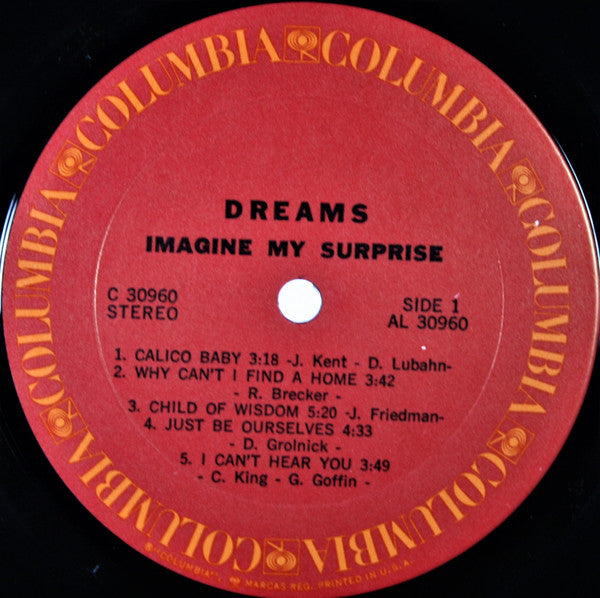 COLUMBIA COLUMBIA COLUMBIA COLUMBIA COLUMBIA COLUMBIA COLUMBIA COLUMBIA
DREAMS
IMAGINE MY SURPRISE
C 30960
STEREO
SIDE 1
AL 30960
1. CALICO BABY 3:18 -J. Kent - D. Lubahn-
2. WHY CAN'T I FIND A HOME 3:42
- R. Brecker -
3. CHILD OF WISDOM 5:20 -J. Friedman-
4. JUST BE OURSELVES 4:33
- D. Grolnick -
5. I CAN'T HEAR YOU 3:49
- C. King - G. Goffin -
"COLUMBIA", MARCAS REG. PRINTED IN U.S.A.